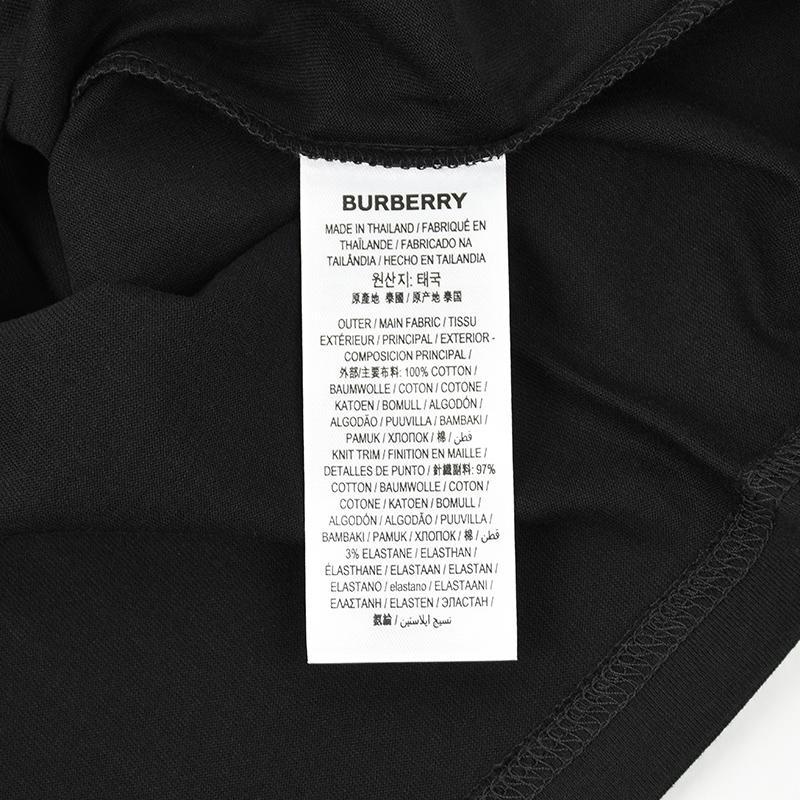 BURBERRY
MADE IN THAILAND / FABRIQUÉ EN
THAÏLANDE / FABRICADO NA
TAILÂNDIA / HECHO EN TAILANDIA
원산지: 태국
原產地 泰國 / 原产地 泰国
OUTER / MAIN FABRIC / TISSU
EXTÉRIEUR / PRINCIPAL / EXTERIOR -
COMPOSICION PRINCIPAL /
外部/主要布料: 100% COTTON /
BAUMWOLLE / COTON / COTONE /
KATOEN / BOMULL / ALGODÓN /
ALGODÃO / PUUVILLA / BAMBAKI /
PAMUK / ХЛОПОК / 棉 / قطن
KNIT TRIM / FINITION EN MAILLE /
DETALLES DE PUNTO / 針織副料: 97%
COTTON / BAUMWOLLE / COTON /
COTONE / KATOEN / BOMULL /
ALGODÓN / ALGODÃO / PUUVILLA /
BAMBAKI / PAMUK / ХЛОПОК / 棉 / قطن
3% ELASTANE / ELASTHAN /
ÉLASTHANE / ELASTAAN / ELASTAN /
ELASTANO / elastano / ELASTAANI /
ΕΛΑΣΤΑΝΗ / ELASTEN / ЭЛАСТАН /
氨綸 / نسيج ايلاستين